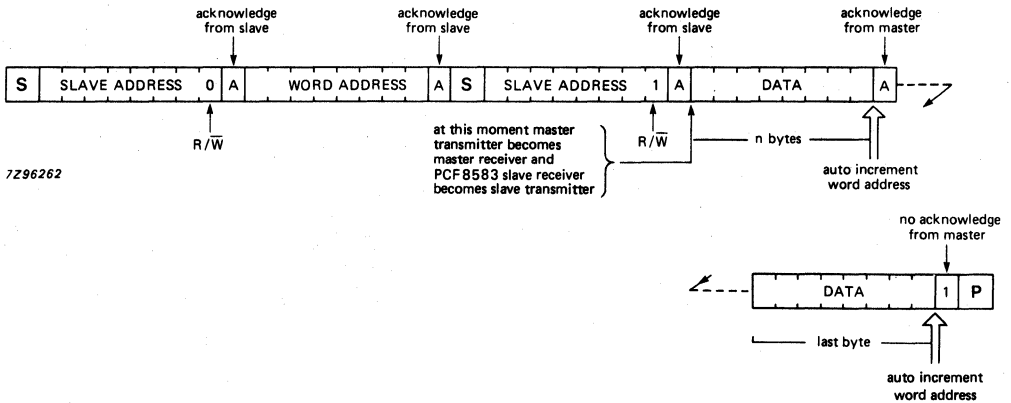 acknowledge
from slave
acknowledge
from slave
acknowledge
from slave
acknowledge
from master
S SLAVE ADDRESS 0 A WORD ADDRESS A S SLAVE ADDRESS 1 A DATA A
R/W̅
at this moment master
transmitter becomes
master receiver and
PCF8583 slave receiver
becomes slave transmitter
R/W̅
n bytes
auto increment
word address
7Z96262
no acknowledge
from master
DATA 1 P
last byte
auto increment
word address